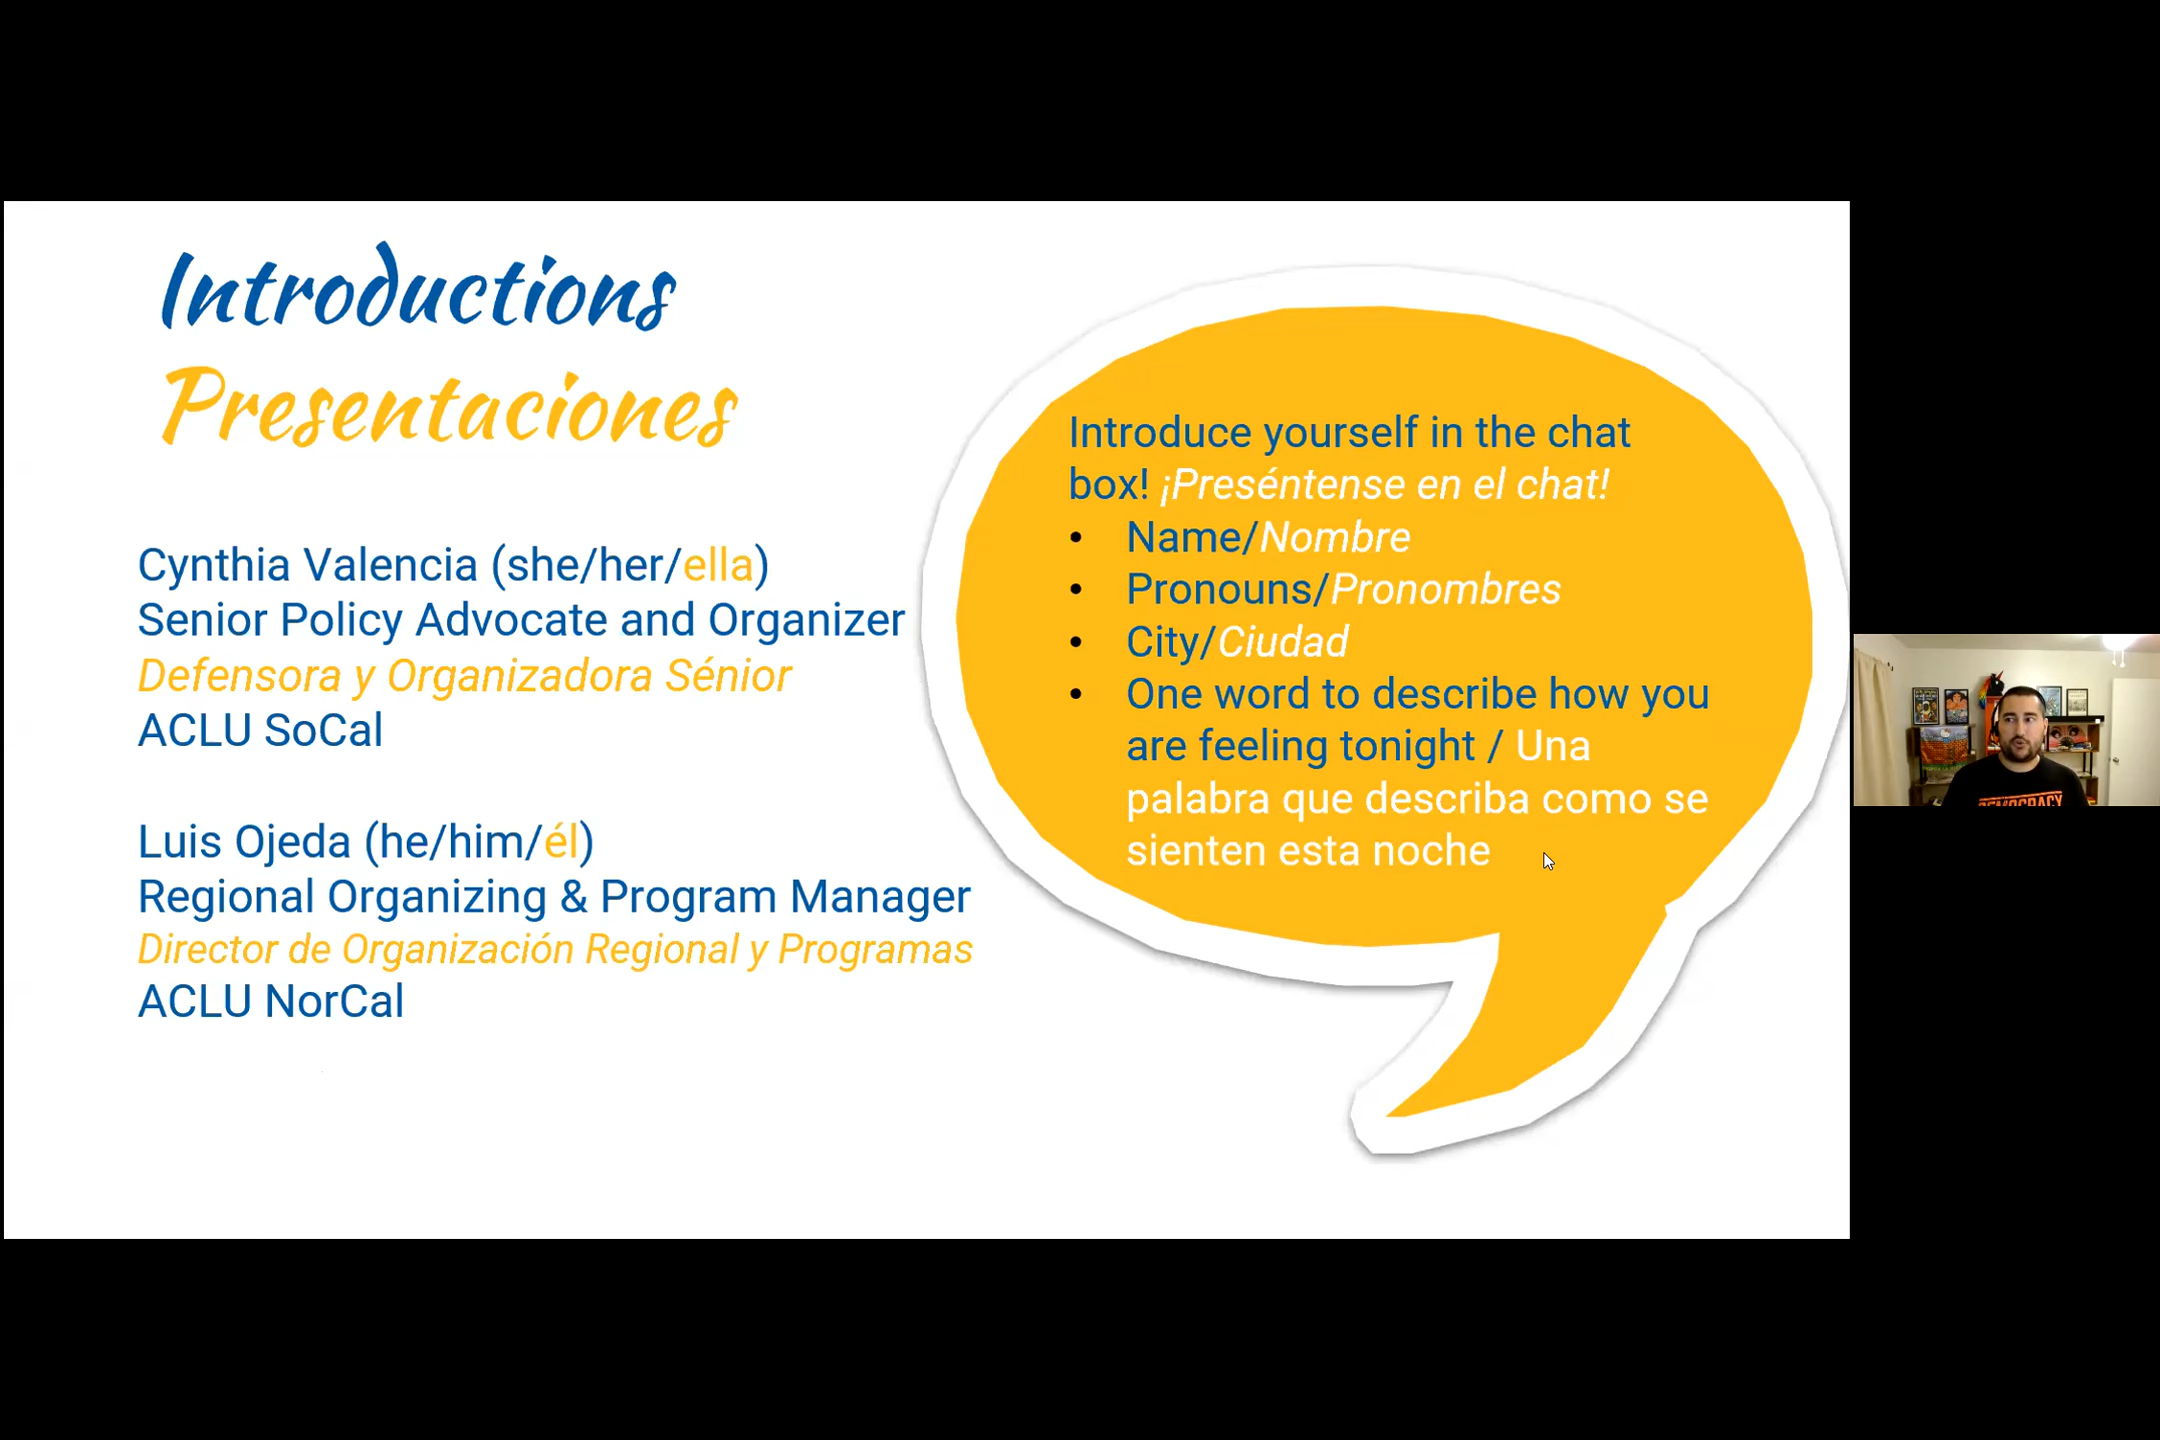 Introductions
Presentaciones
Cynthia Valencia (she/her/ella)
Senior Policy Advocate and Organizer
Defensora y Organizadora Sénior
ACLU SoCal
Luis Ojeda (he/him/él)
Regional Organizing & Program Manager
Director de Organización Regional y Programas
ACLU NorCal
Introduce yourself in the chat
box! ¡Preséntense en el chat!
• Name/Nombre
• Pronouns/Pronombres
• City/Ciudad
• One word to describe how you
are feeling tonight / Una
palabra que describa como se
sienten esta noche
DEMOCRACY